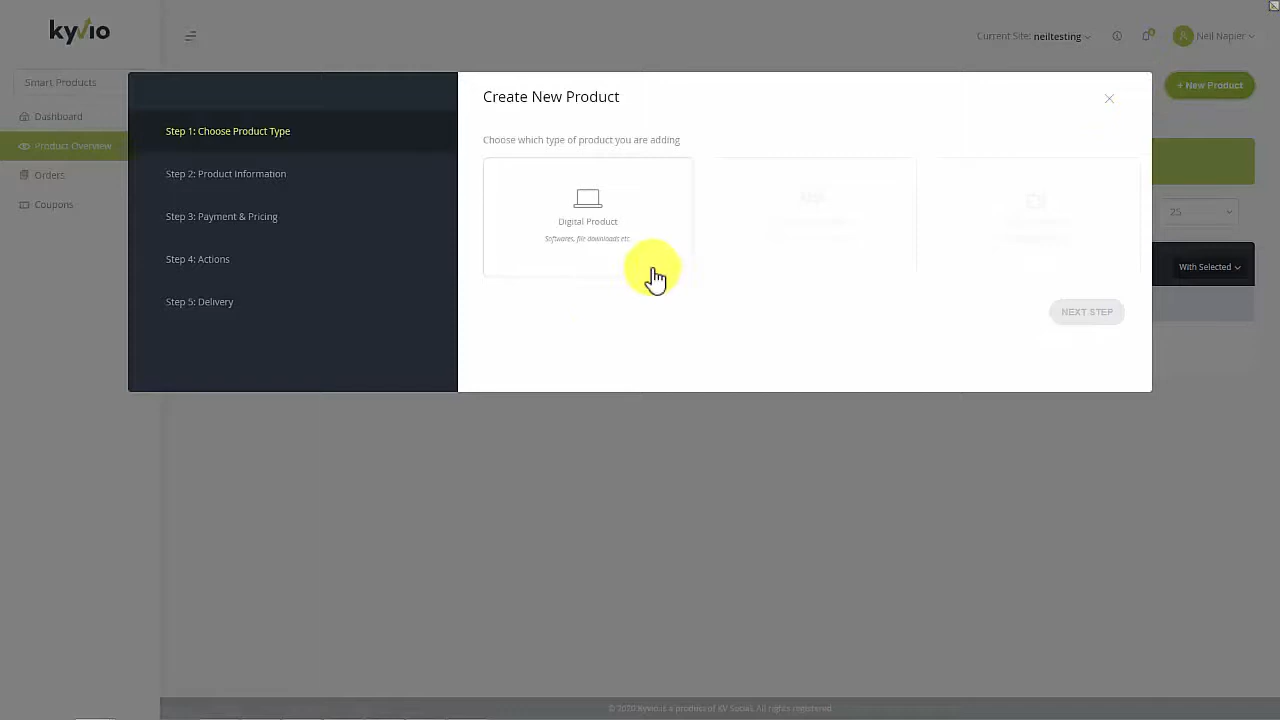 kyvio
Current Site: neiltesting
Neil Napier
Smart Products
+ New Product
Dashboard
Product Overview
Orders
Coupons
Create New Product
Step 1: Choose Product Type
Step 2: Product Information
Step 3: Payment & Pricing
Step 4: Actions
Step 5: Delivery
Choose which type of product you are adding
Digital Product
Softwares, file downloads etc.
NEXT STEP
25
With Selected
© 2020 Kyvio is a product of KV Social. All rights registered